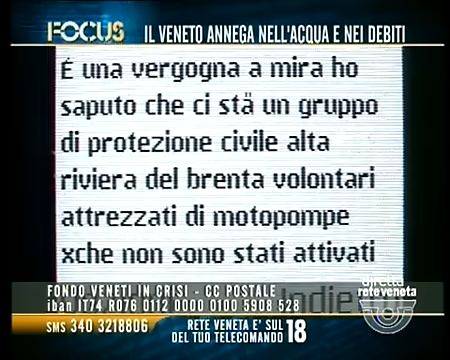 FOCUS
IL VENETO ANNEGA NELL'ACQUA E NEI DEBITI
É una vergogna a mira ho
saputo che ci stä un gruppo
di protezione civile alta
riviera del brenta volontari
attrezzati di motopompe
xche non sono stati attivati
Indie
FONDO VENETI IN CRISI - CC POSTALE
iban IT74 R076 0112 0000 0100 5908 528
diretta
reteveneta
SMS 340 3218806
RETE VENETA E' SUL
DEL TUO TELECOMANDO 18